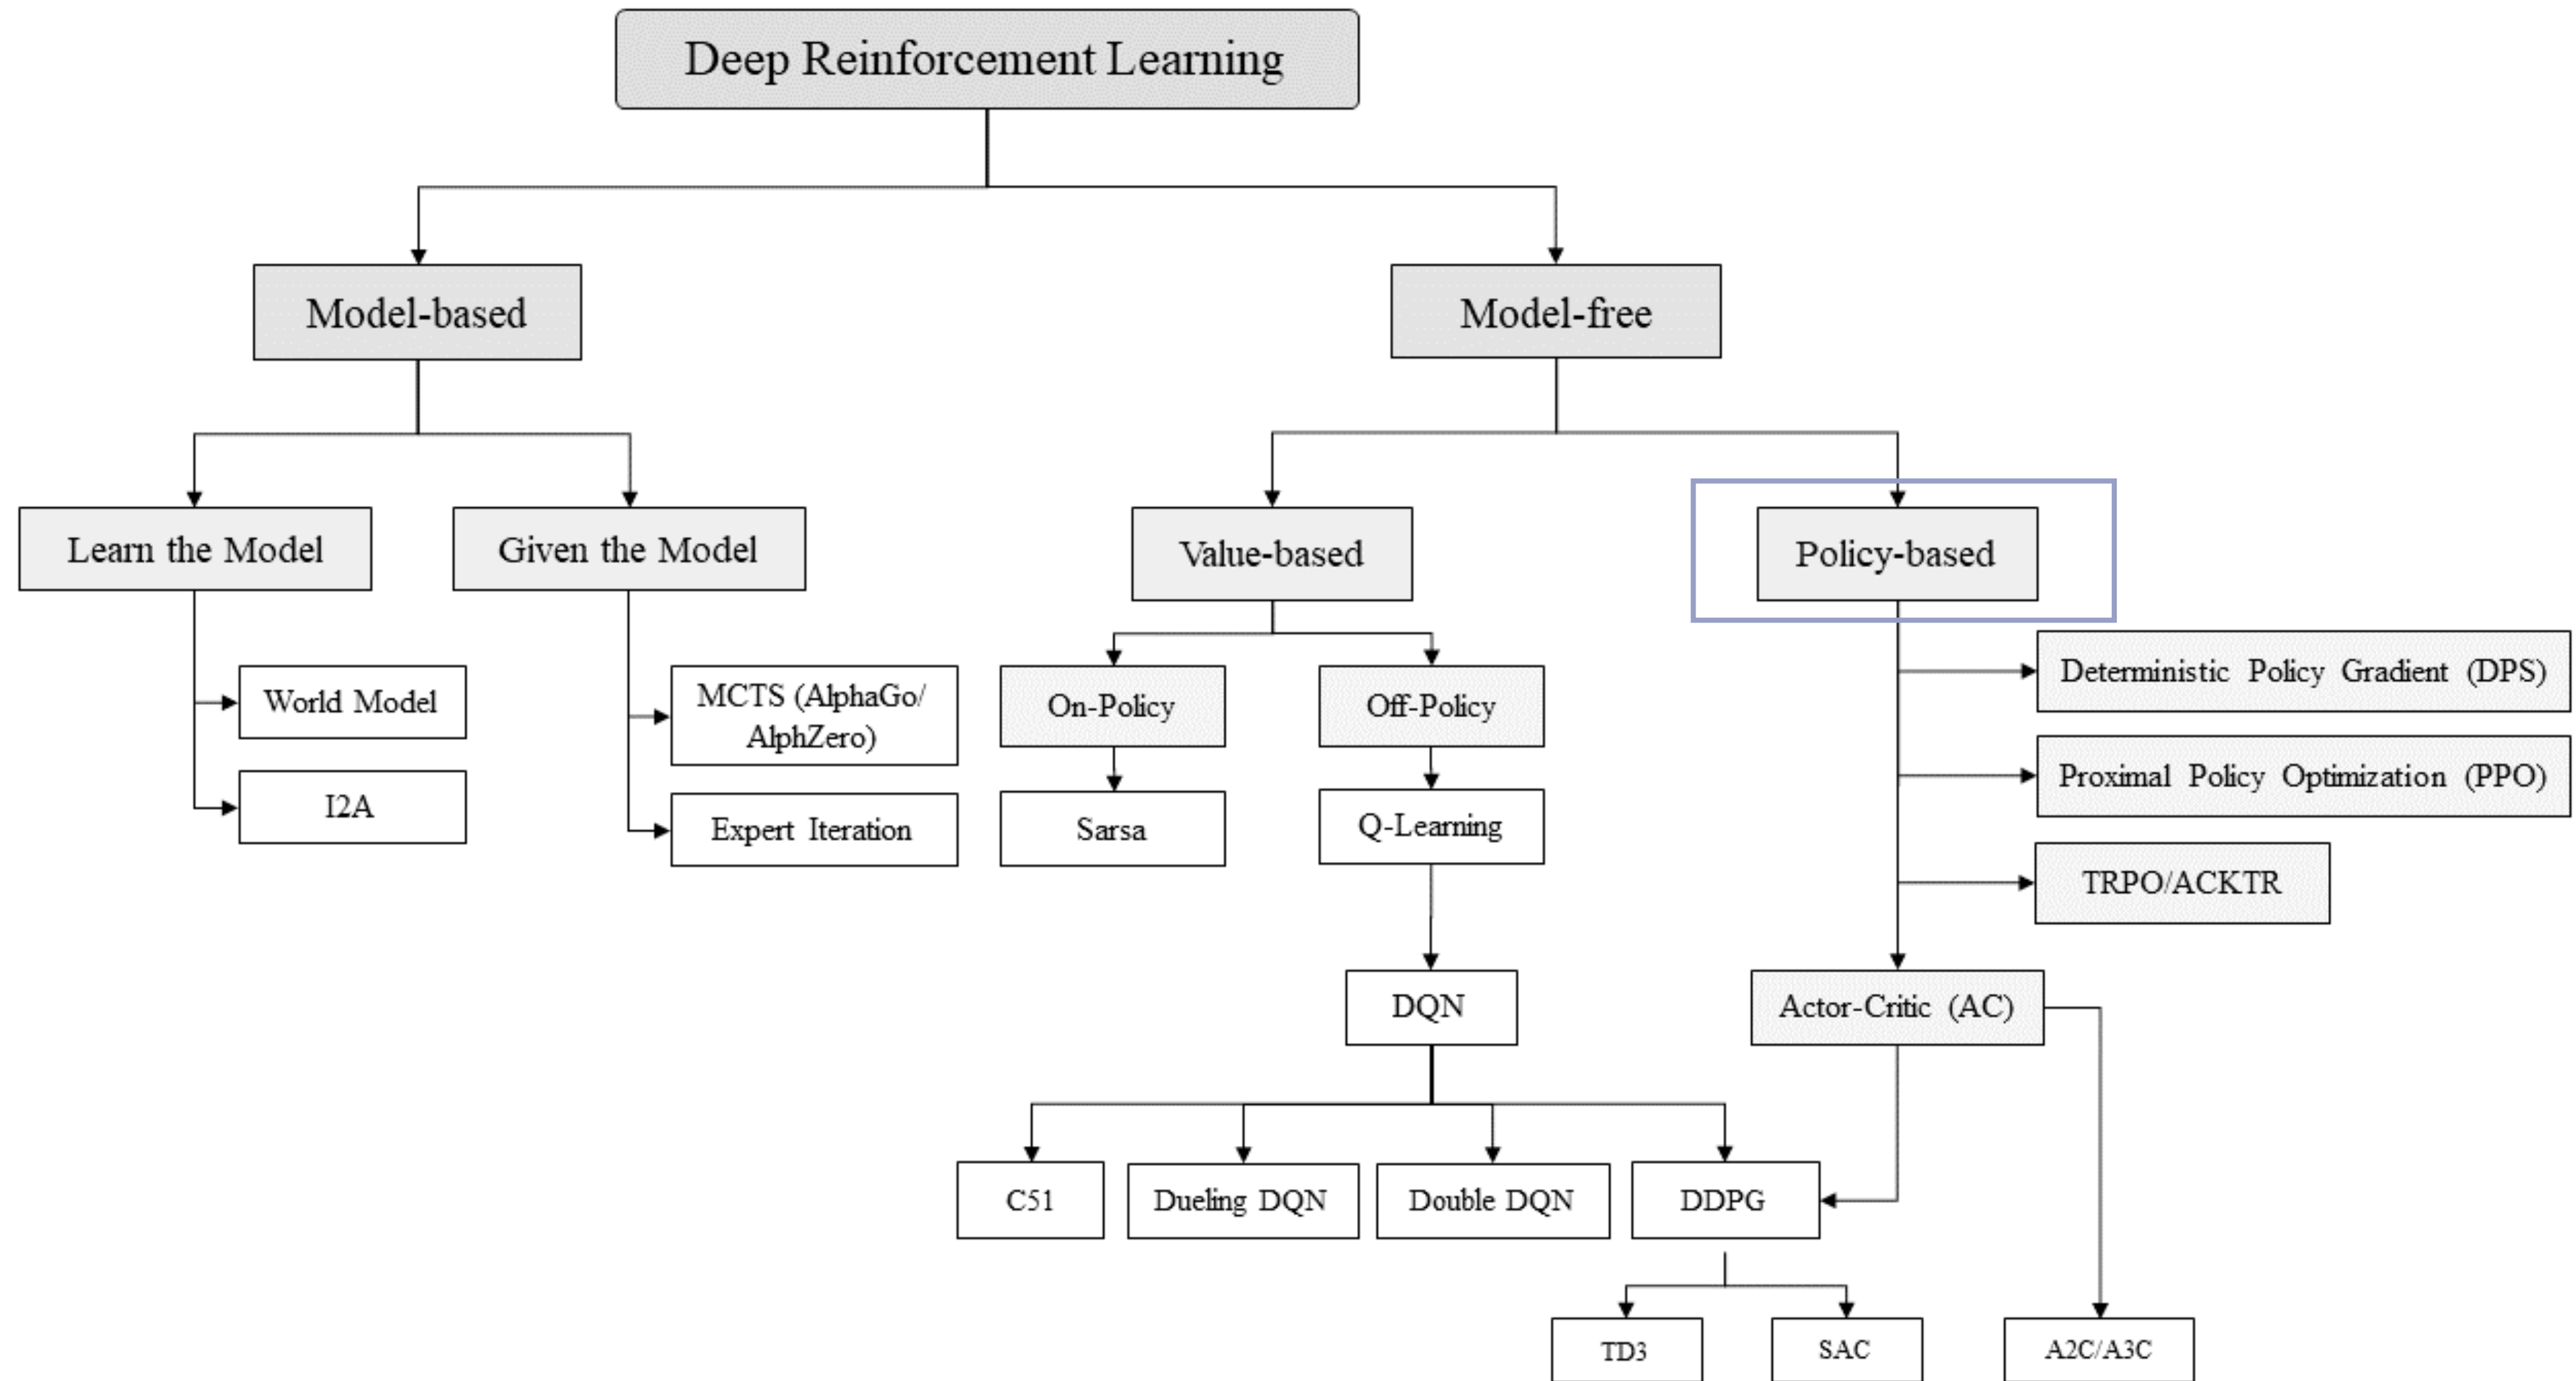 Deep Reinforcement Learning
Model-based
Model-free
Learn the Model
Given the Model
Value-based
Policy-based
World Model
I2A
MCTS (AlphaGo/
AlphZero)
Expert Iteration
On-Policy
Off-Policy
Sarsa
Q-Learning
Deterministic Policy Gradient (DPS)
Proximal Policy Optimization (PPO)
TRPO/ACKTR
DQN
Actor-Critic (AC)
C51
Dueling DQN
Double DQN
DDPG
TD3
SAC
A2C/A3C